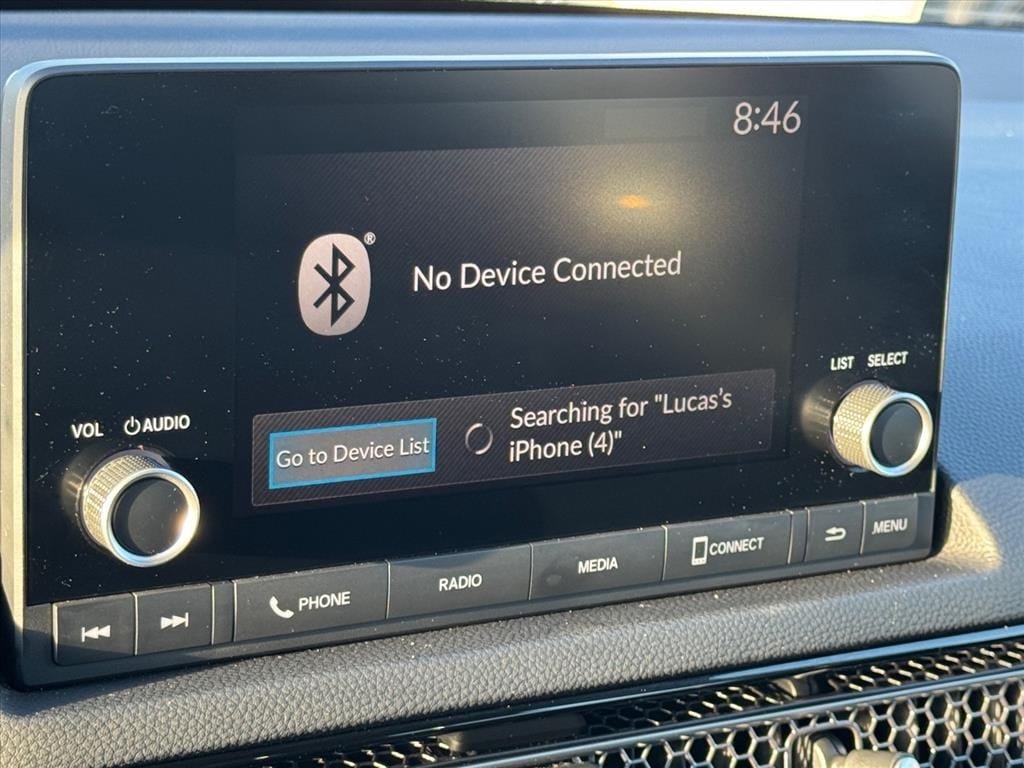 8:46
®
No Device Connected
LIST SELECT
VOL ⏻AUDIO
Go to Device List
Searching for "Lucas's
iPhone (4)"
PHONE
RADIO
MEDIA
CONNECT
MENU